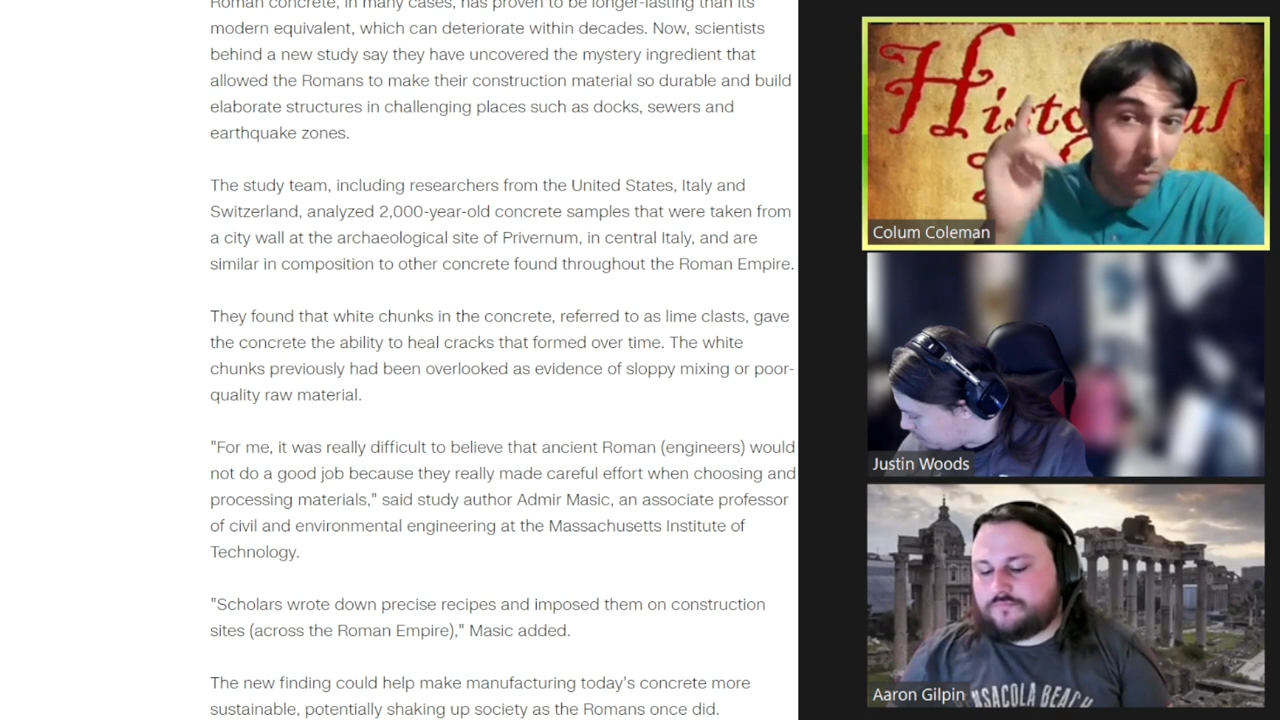 Roman concrete, in many cases, has proven to be longer-lasting than its
modern equivalent, which can deteriorate within decades. Now, scientists
behind a new study say they have uncovered the mystery ingredient that
allowed the Romans to make their construction material so durable and build
elaborate structures in challenging places such as docks, sewers and
earthquake zones.
The study team, including researchers from the United States, Italy and
Switzerland, analyzed 2,000-year-old concrete samples that were taken from
a city wall at the archaeological site of Privernum, in central Italy, and are
similar in composition to other concrete found throughout the Roman Empire.
They found that white chunks in the concrete, referred to as lime clasts, gave
the concrete the ability to heal cracks that formed over time. The white
chunks previously had been overlooked as evidence of sloppy mixing or poor-
quality raw material.
"For me, it was really difficult to believe that ancient Roman (engineers) would
not do a good job because they really made careful effort when choosing and
processing materials," said study author Admir Masic, an associate professor
of civil and environmental engineering at the Massachusetts Institute of
Technology.
"Scholars wrote down precise recipes and imposed them on construction
sites (across the Roman Empire)," Masic added.
The new finding could help make manufacturing today's concrete more
sustainable, potentially shaking up society as the Romans once did.
Colum Coleman
Justin Woods
Aaron Gilpin